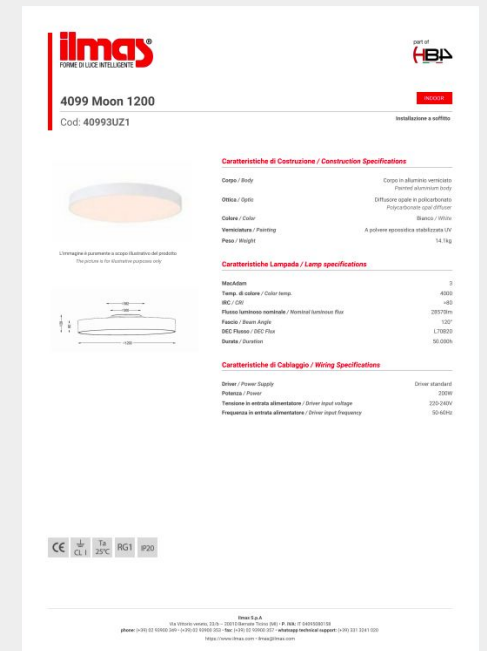 ilmas®
FORME DI LUCE INTELLIGENTE
part of
HBA
4099 Moon 1200
INDOOR
Cod: 40993UZ1
Installazione a soffitto
Caratteristiche di Costruzione / Construction Specifications
Corpo / Body
Corpo in alluminio verniciato
Painted aluminium body
Ottica / Optic
Diffusore opale in policarbonato
Polycarbonate opal diffuser
Colore / Color
Bianco / White
Verniciatura / Painting
A polvere epossidica stabilizzata UV
Peso / Weight
14.1kg
L'immagine è puramente a scopo illustrativo del prodotto
The picture is for illustrative purposes only
Caratteristiche Lampada / Lamp specifications
MacAdam
3
Temp. di colore / Color temp.
4000
IRC / CRI
>80
Flusso luminoso nominale / Nominal luminous flux
28578lm
Fascio / Beam Angle
120°
DEC Flusso / DEC Flux
L70B20
Durata / Duration
50.000h
1200
Caratteristiche di Cablaggio / Wiring Specifications
Driver / Power Supply
Driver standard
Potenza / Power
200W
Tensione in entrata alimentatore / Driver input voltage
220-240V
Frequenza in entrata alimentatore / Driver input frequency
50-60Hz
CE
CL I
Ta
25°C
RG1
IP20
Ilmas S.p.A